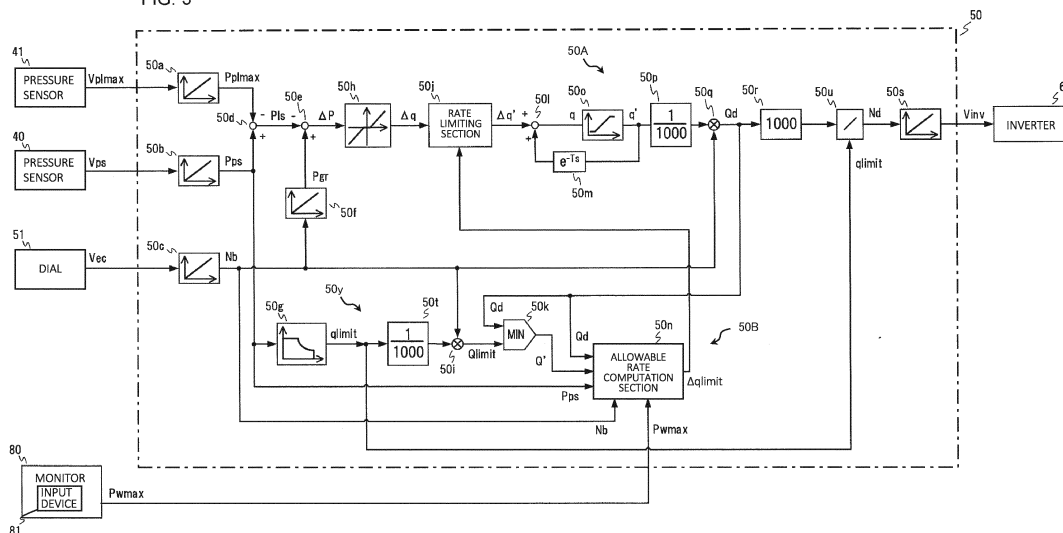 FIG. 5
50
41
PRESSURE
SENSOR
Vplmax
50a
Pplmax
50d
-
+
Pls
-
50e
+
ΔP
50h
Δq
50j
RATE
LIMITING
SECTION
Δq'
+
+
50l
50A
50o
q
q'
e-Ts
50m
50p
1
1000
50q
Qd
50r
1000
50u
/
Nd
qlimit
50s
Vinv
INVERTER
40
PRESSURE
SENSOR
Vps
50b
Pps
Pgr
50f
51
DIAL
Vec
50c
Nb
50g
qlimit
50y
50t
1
1000
50i
Qlimit
Qd
50k
MIN
Q'
Qd
50n
ALLOWABLE
RATE
COMPUTATION
SECTION
50B
Δqlimit
Pps
Nb
Pwmax
80
MONITOR
INPUT
DEVICE
81
Pwmax